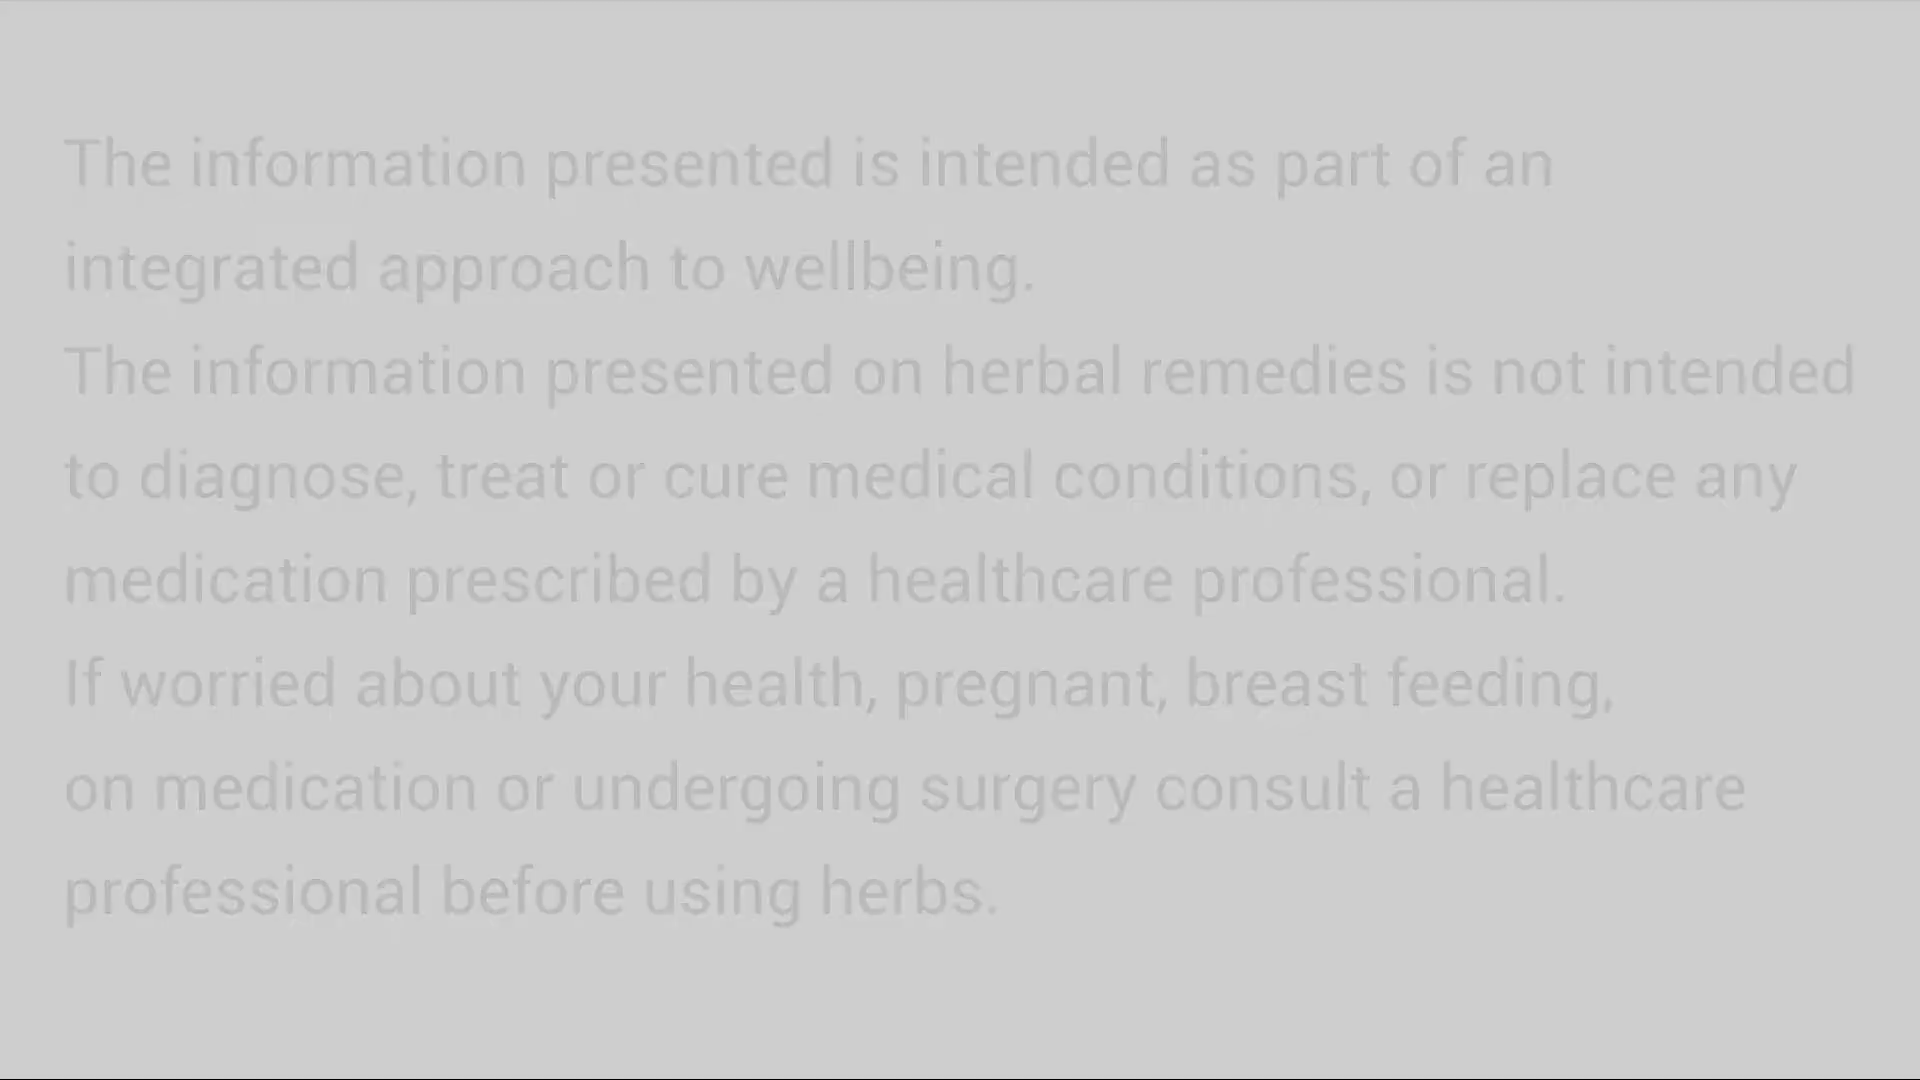 The information presented is intended as part of an
integrated approach to wellbeing.
The information presented on herbal remedies is not intended
to diagnose, treat or cure medical conditions, or replace any
medication prescribed by a healthcare professional.
If worried about your health, pregnant, breast feeding,
on medication or undergoing surgery consult a healthcare
professional before using herbs.